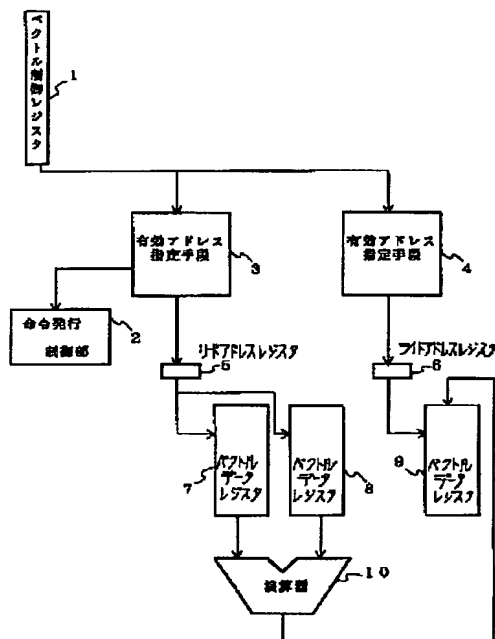 ベクトル制御レジスタ
1
有効アドレス
指定手段
3
有効アドレス
指定手段
4
命令発行
制御部
2
リードアドレスレジスタ
5
ライトアドレスレジスタ
6
7
ベクトル
データ
レジスタ
ベクトル
データ
レジスタ
8
9
ベクトル
データ
レジスタ
演算器
10